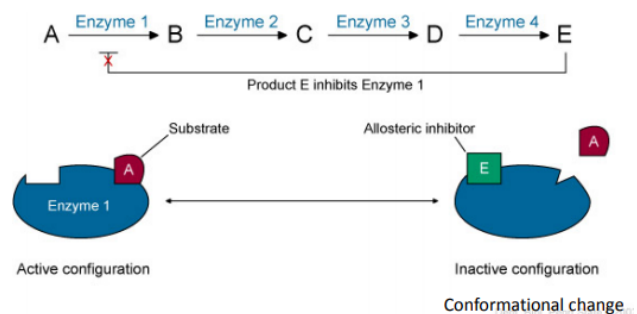 Enzyme 1 Enzyme 2 Enzyme 3 Enzyme 4
A B C D E
Product E inhibits Enzyme 1
Substrate Allosteric inhibitor
A
A E
Enzyme 1
Active configuration Inactive configuration
Conformational change